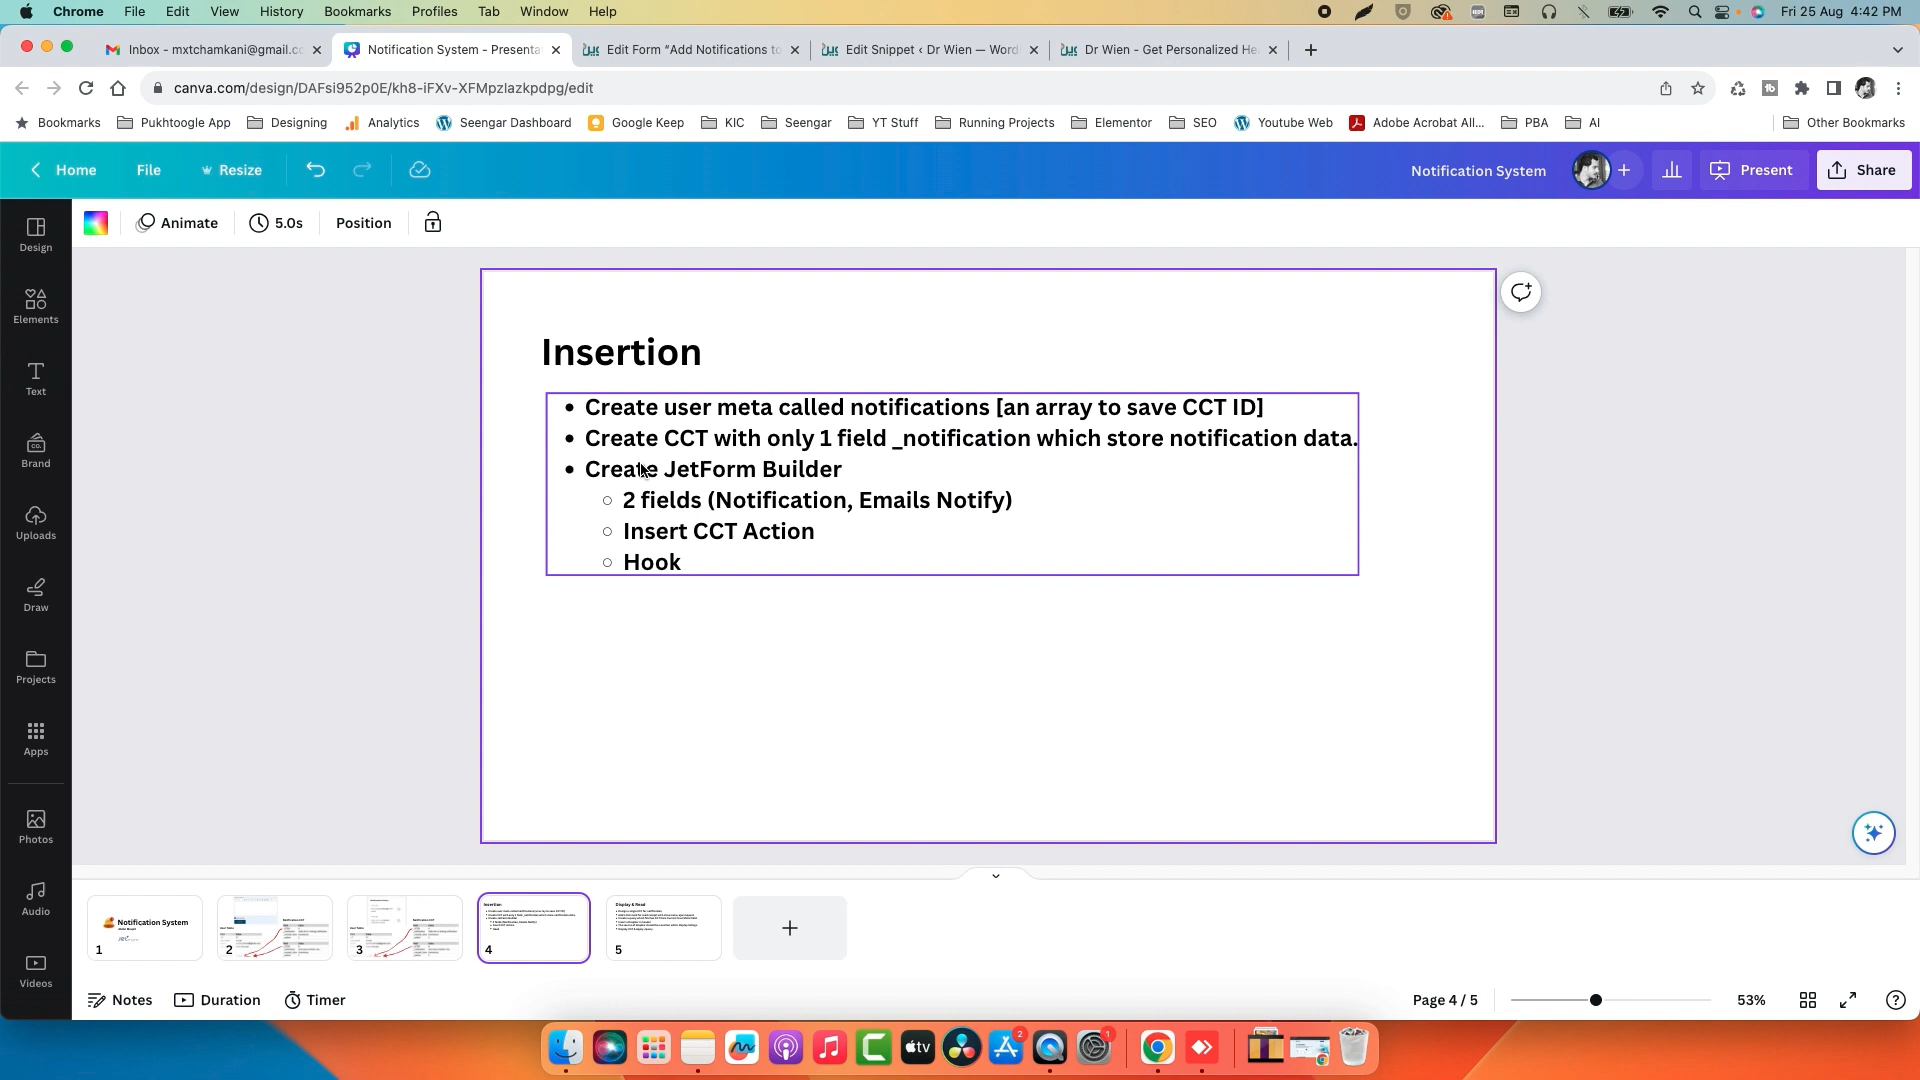 Chrome File Edit View History Bookmarks Profiles Tab Window Help Fri 25 Aug 4:42 PM
Inbox - mxtchamkani@gmail.co Notification System - Presenta Edit Form “Add Notifications to Edit Snippet ‹ Dr Wien — Word Dr Wien - Get Personalized He
canva.com/design/DAFsi952p0E/kh8-iFXv-XFMpzlazkpdpg/edit
Bookmarks Pukhtoogle App Designing Analytics Seengar Dashboard Google Keep KIC Seengar YT Stuff Running Projects Elementor SEO Youtube Web Adobe Acrobat All... PBA AI Other Bookmarks
Home File Resize Notification System Present Share
Animate 5.0s Position
Design
Elements
Text
Brand
Uploads
Draw
Projects
Apps
Photos
Audio
Videos
Insertion
• Create user meta called notifications [an array to save CCT ID]
• Create CCT with only 1 field _notification which store notification data.
• Create JetForm Builder
2 fields (Notification, Emails Notify)
Insert CCT Action
Hook
Notification System
1
2
3
Insertion
4
Display & Read
5
Notes Duration Timer Page 4 / 5 53%
tv 2 1